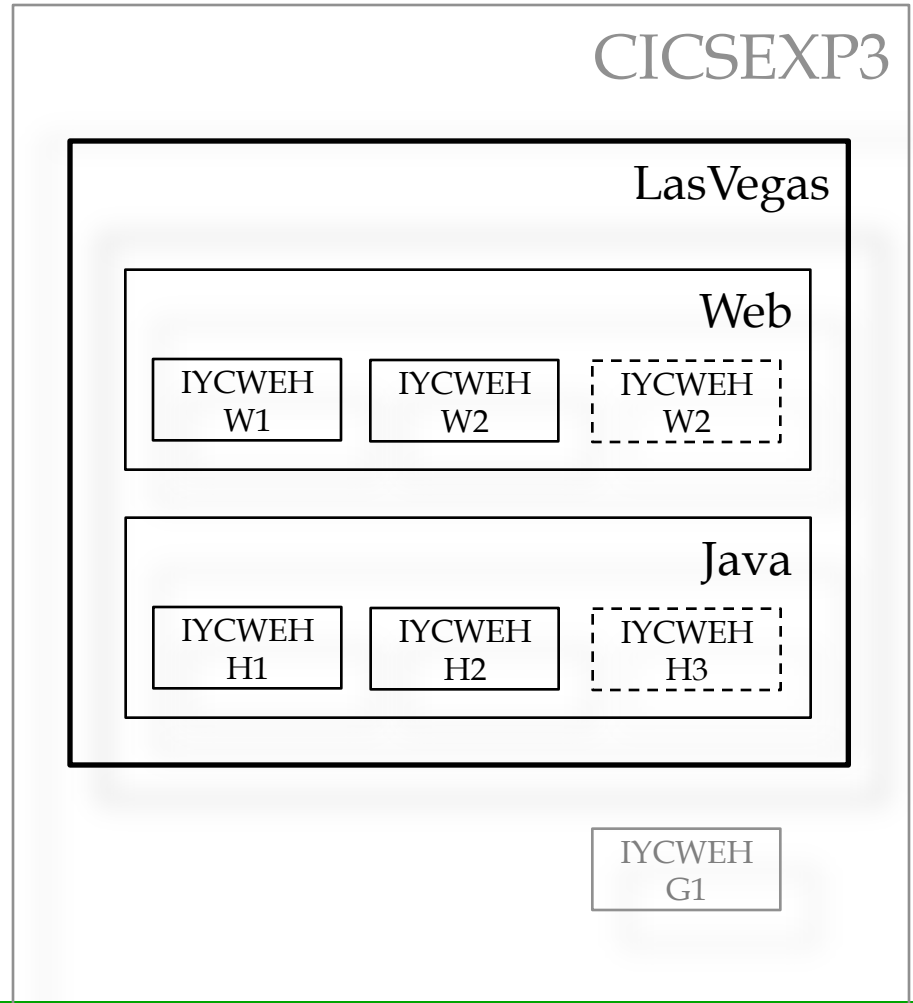 CICSEXP3
LasVegas
Web
IYCWEH
W1
IYCWEH
W2
IYCWEH
W2
Java
IYCWEH
H1
IYCWEH
H2
IYCWEH
H3
IYCWEH
G1